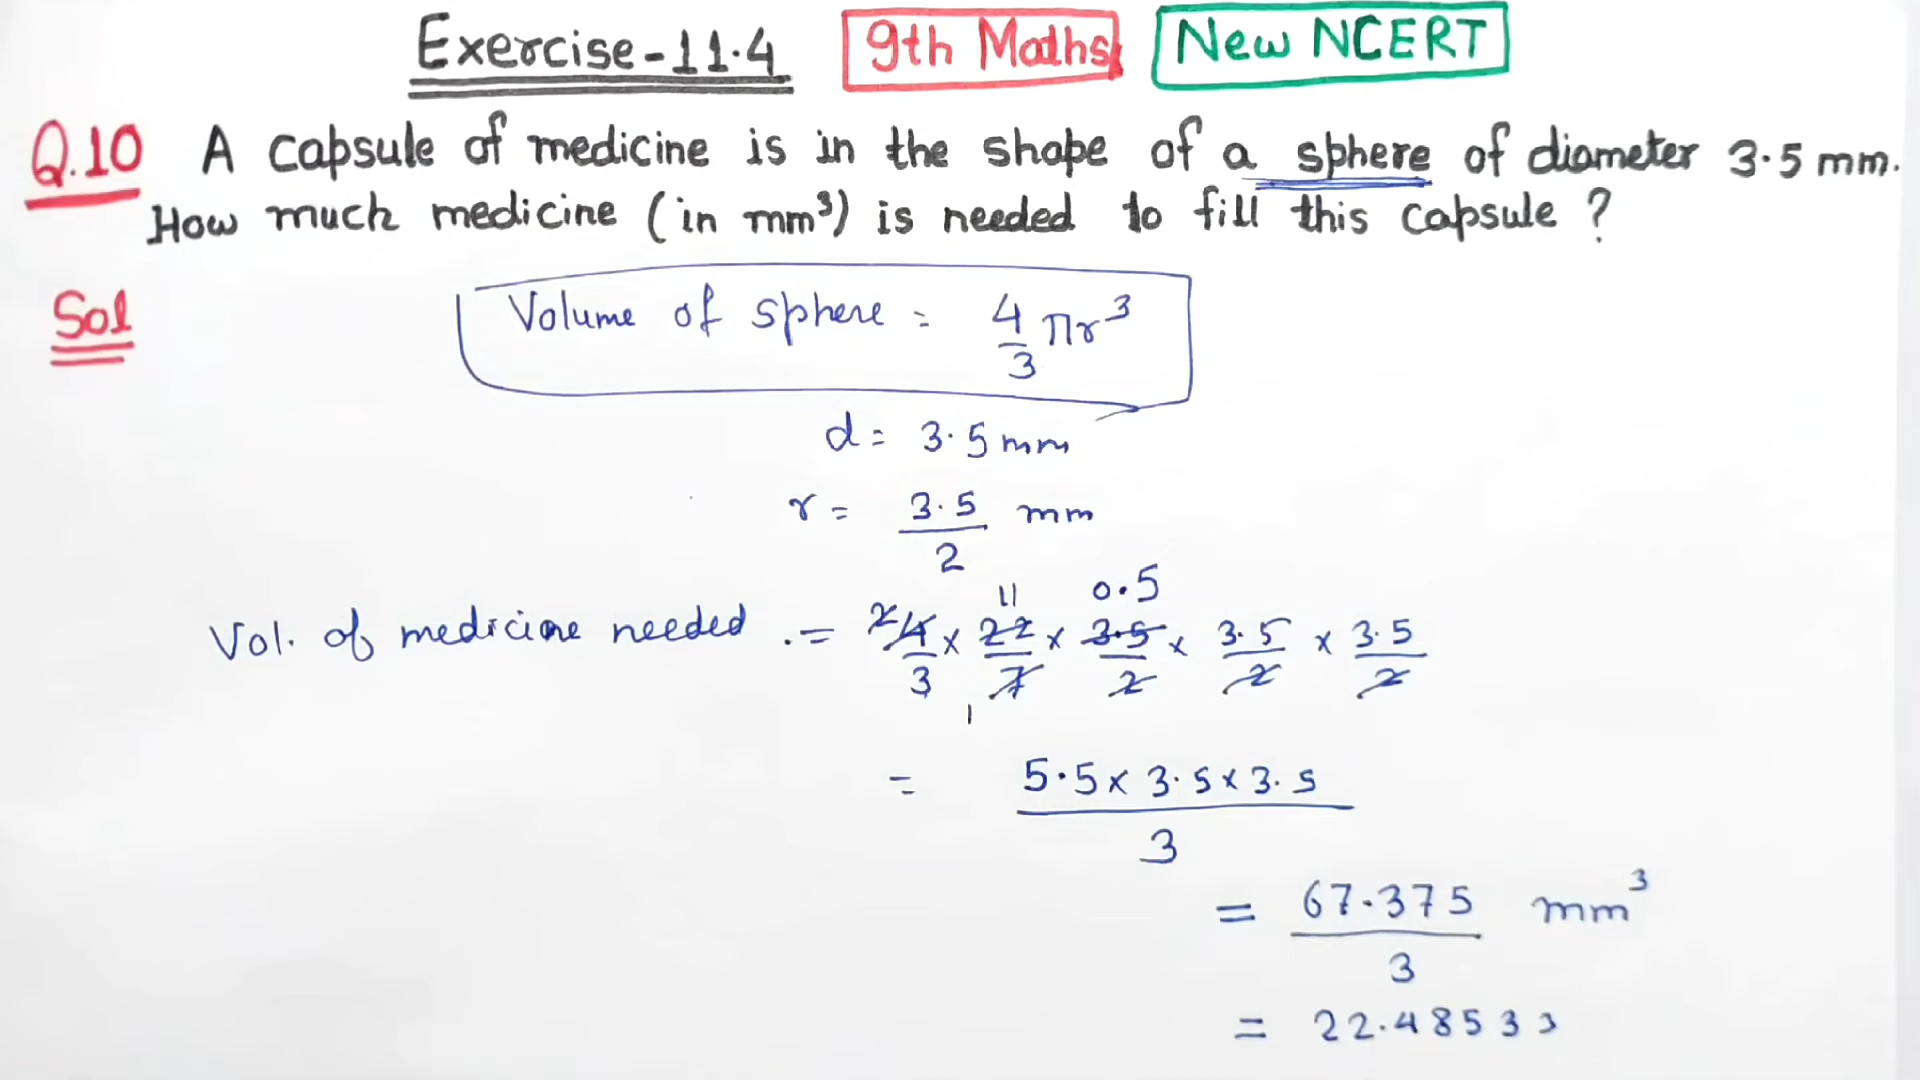 Exercise-11.4 9th Maths New NCERT
Q.10 A capsule of medicine is in the shape of a sphere of diameter 3.5 mm.
How much medicine (in mm³) is needed to fill this capsule ?
Sol
Volume of sphere = 4/3 πr³
d = 3.5 mm
r = 3.5/2 mm
11 0.5
Vol. of medicine needed .= 2 4/3 × 22/7 × 3.5/2 × 3.5/2 × 3.5/2
1
= 5.5 × 3.5 × 3.5 / 3
= 67.375/3 mm³
= 22.48533